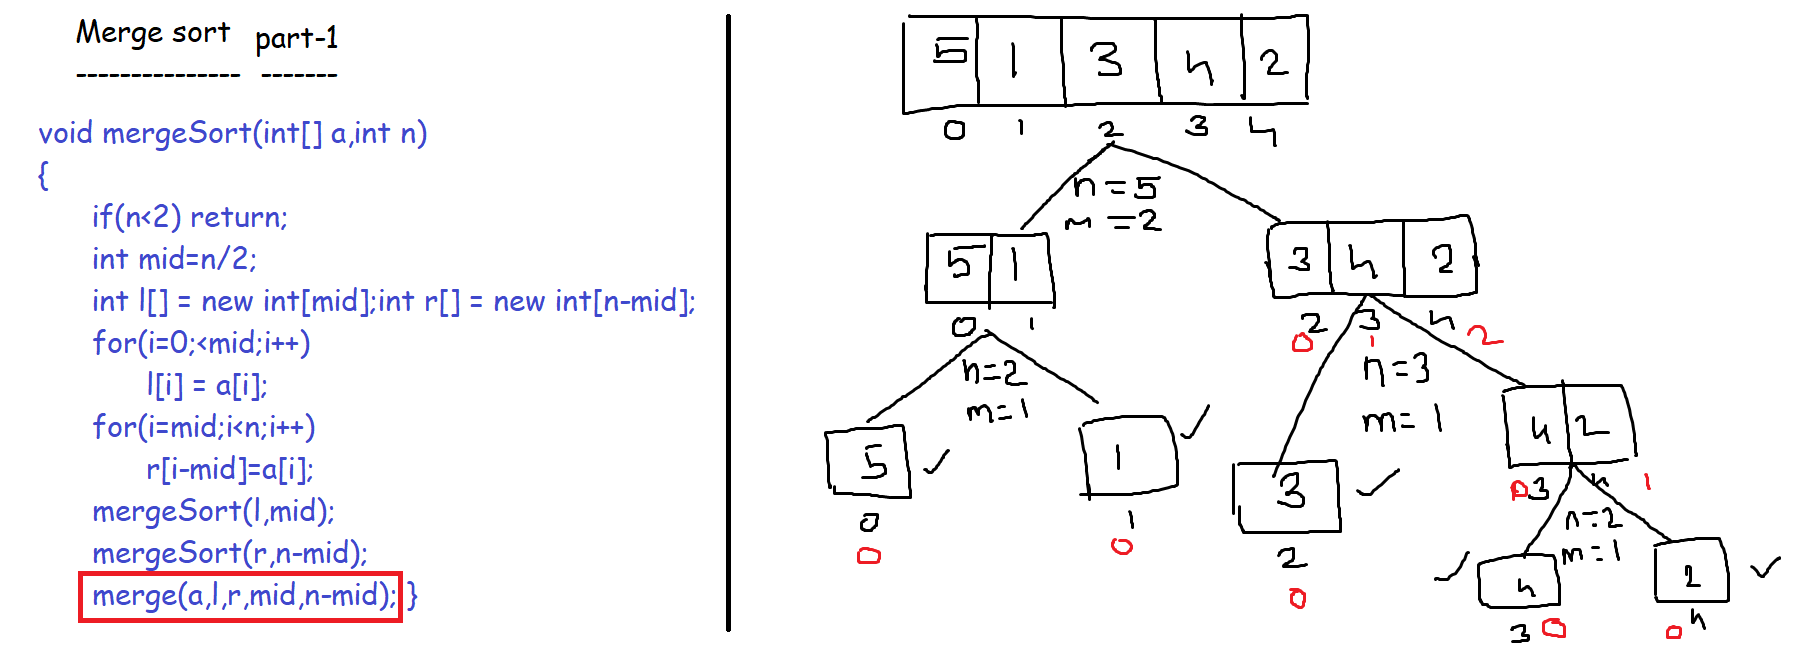 Merge sort part-1
--------------- -------
void mergeSort(int[] a,int n)
{
if(n<2) return;
int mid=n/2;
int l[] = new int[mid];int r[] = new int[n-mid];
for(i=0;<mid;i++)
l[i] = a[i];
for(i=mid;i<n;i++)
r[i-mid]=a[i];
mergeSort(l,mid);
mergeSort(r,n-mid);
merge(a,l,r,mid,n-mid); }
5 1 3 4 2
0 1 2 3 4
n=5
m=2
5 1
3 4 2
0 1
2 3 4
0 1 2
n=2
m=1
n=3
m=1
5
1
3
4 2
0
0
1
0
2
0
0 3 4 1
n=2
m=1
4
2
3 0
0 4